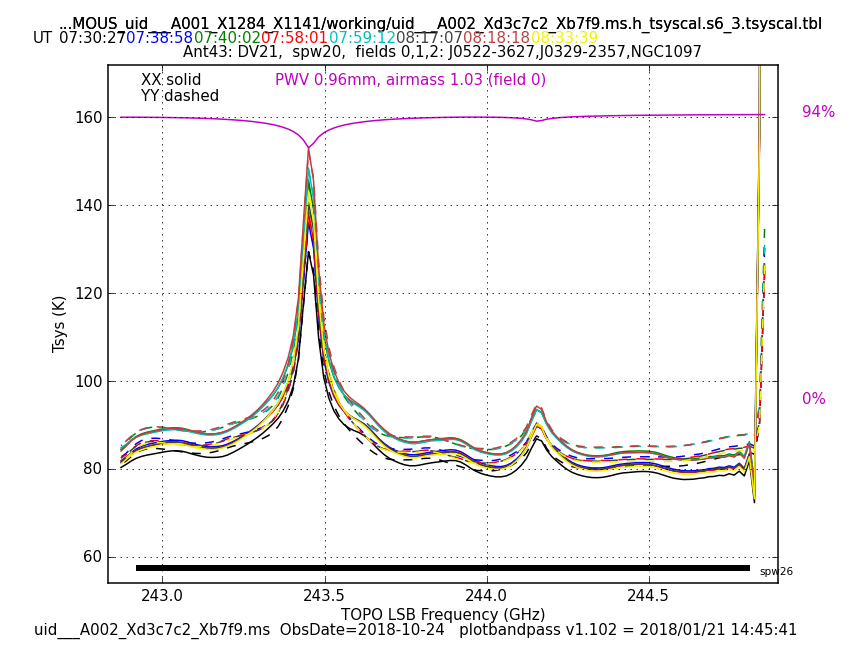 ...MOUS_uid___A001_X1284_X1141/working/uid___A002_Xd3c7c2_Xb7f9.ms.h_tsyscal.s6_3.tsyscal.tbl
UT 07:30:27 07:38:58 07:40:02 07:58:01 07:59:12 08:17:07 08:18:18 08:33:39
Ant43: DV21, spw20, fields 0,1,2: J0522-3627,J0329-2357,NGC1097
XX solid
PWV 0.96mm, airmass 1.03 (field 0)
YY dashed
160
94%
140
120
Tsys (K)
100
0%
80
60
spw26
243.0 243.5 244.0 244.5
TOPO LSB Frequency (GHz)
uid___A002_Xd3c7c2_Xb7f9.ms ObsDate=2018-10-24 plotbandpass v1.102 = 2018/01/21 14:45:41